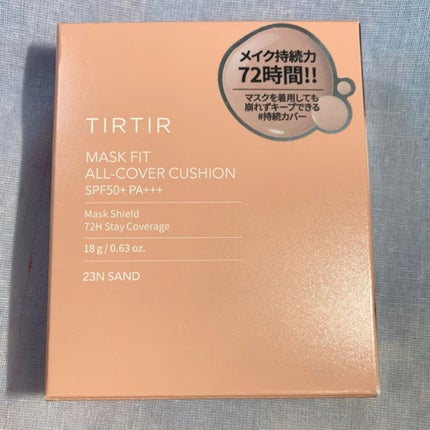 メイク持続力
72時間!!
マスクを着用しても
崩れずキープできる
#持続力カバー
TIRTIR
MASK FIT
ALL-COVER CUSHION
SPF50+ PA+++
Mask Shield
72H Stay Coverage
18 g / 0.63 oz.
23N SAND